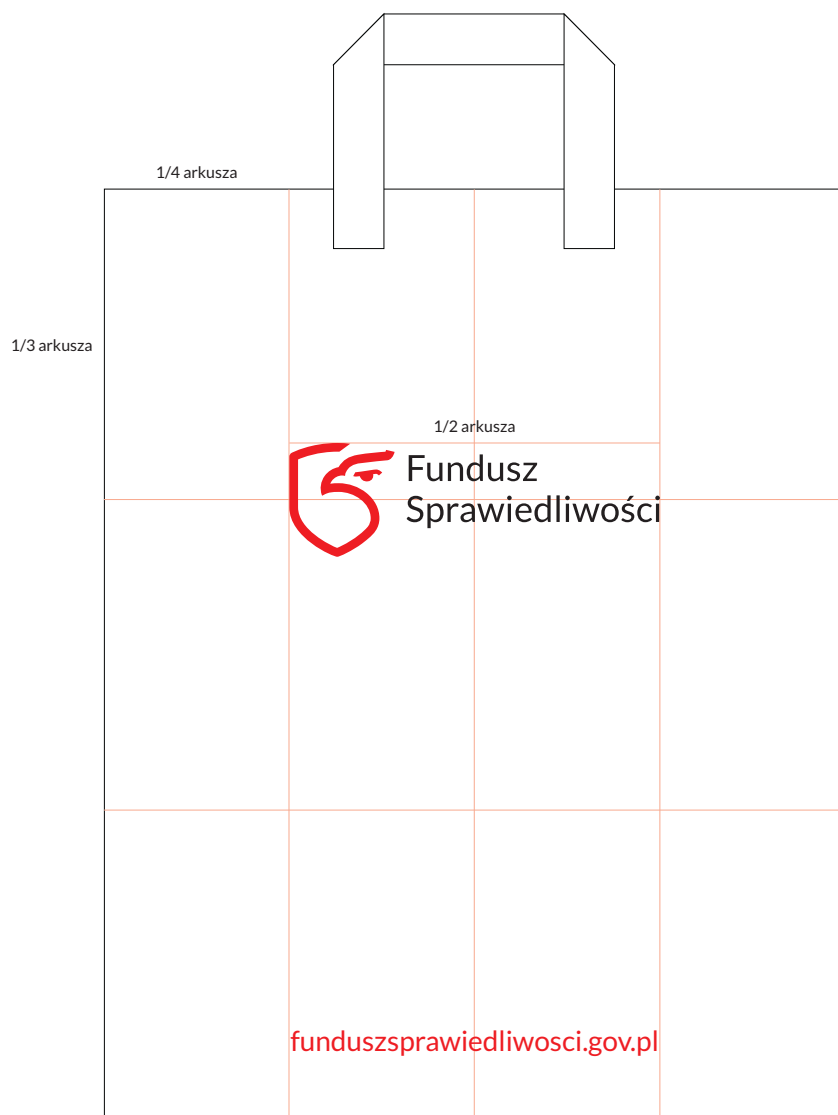 1/4 arkusza
1/3 arkusza
1/2 arkusza
Fundusz
Sprawiedliwości
funduszsprawiedliwosci.gov.pl